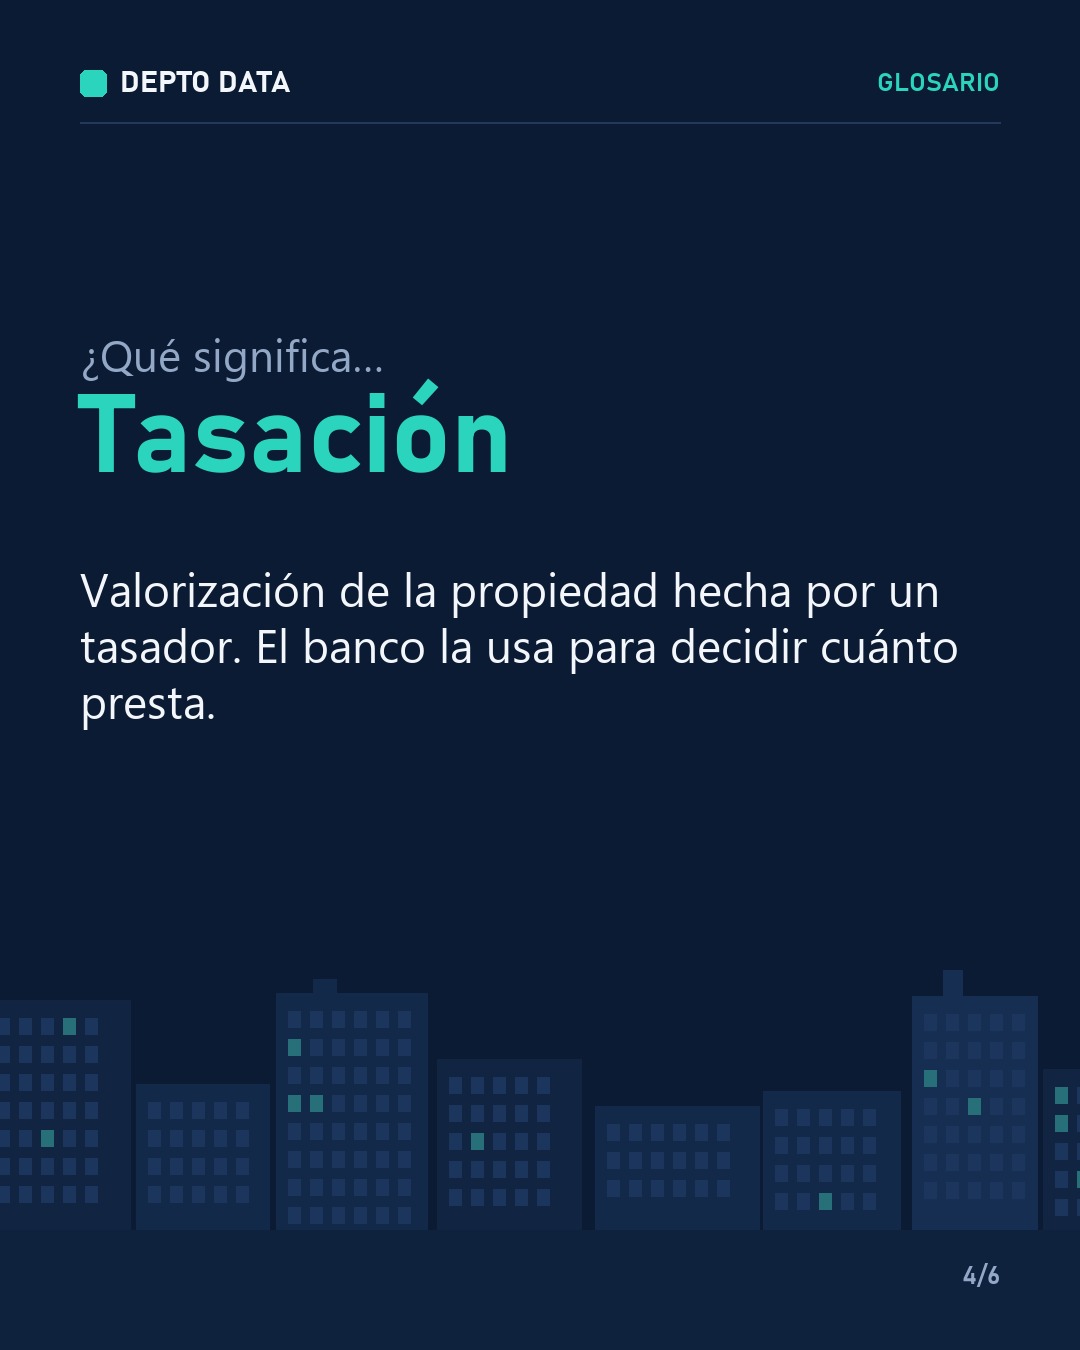 DEPTO DATA
GLOSARIO
¿Qué significa...
Tasación
Valorización de la propiedad hecha por un
tasador. El banco la usa para decidir cuánto
presta.
4/6